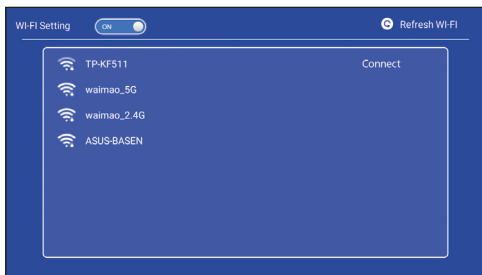 WI-FI Setting ON Refresh WI-FI
TP-KF511 Connect
waimao_5G
waimao_2.4G
ASUS-BASEN